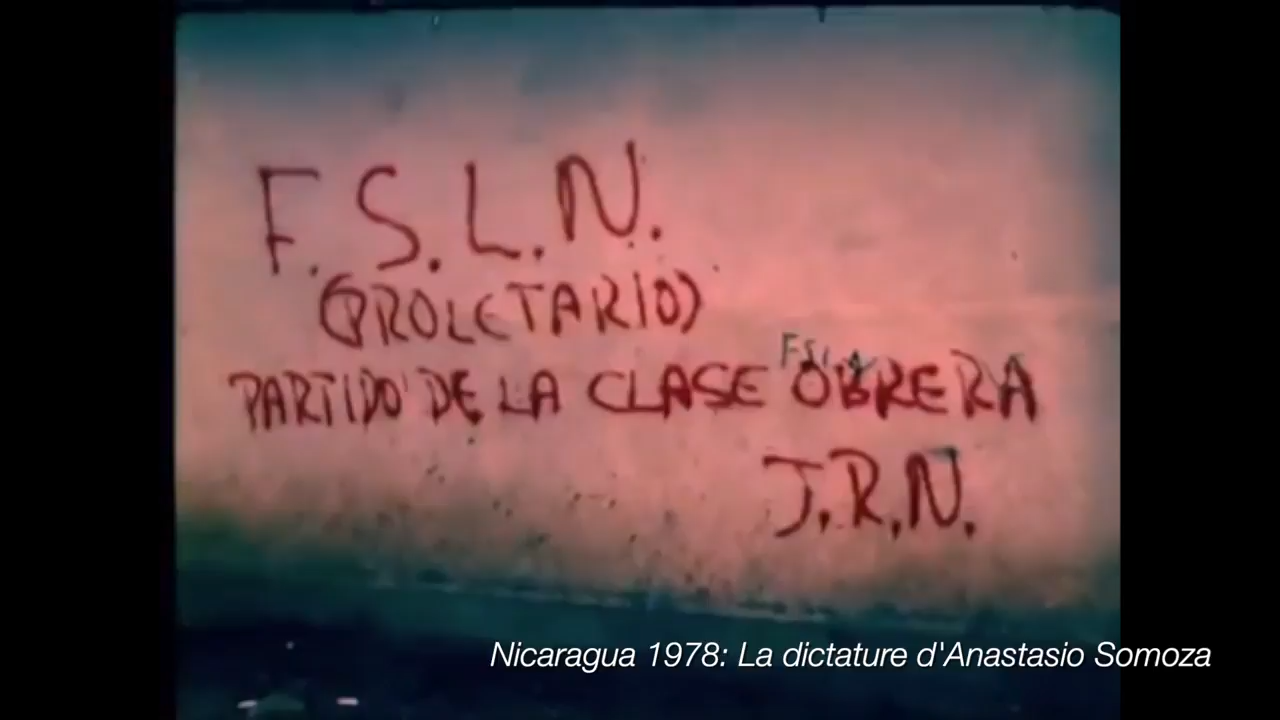 F.S.L.N.
(PROLETARIO)
F.S.L.N.
PARTIDO DE LA CLASE OBRERA
J.R.N.
Nicaragua 1978: La dictature d'Anastasio Somoza